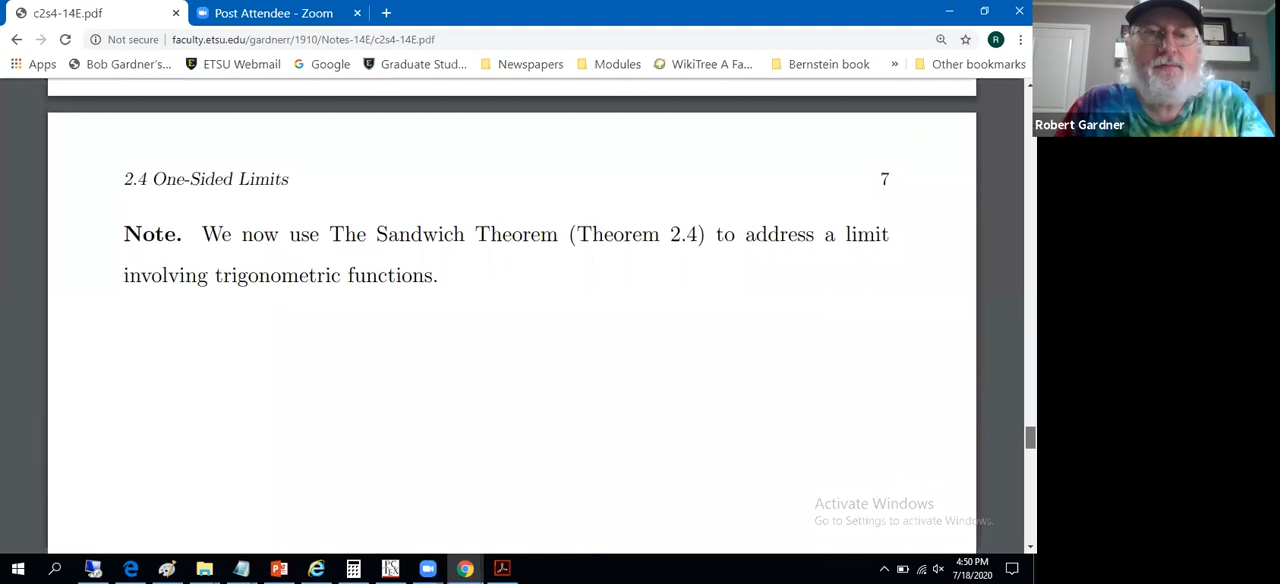 c2s4-14E.pdf
Post Attendee - Zoom
Not secure
faculty.etsu.edu/gardnerr/1910/Notes-14E/c2s4-14E.pdf
R
Apps
Bob Gardner's...
ETSU Webmail
Google
Graduate Stud...
Newspapers
Modules
WikiTree A Fa...
Bernstein book
»
Other bookmarks
Robert Gardner
2.4 One-Sided Limits 7
Note. We now use The Sandwich Theorem (Theorem 2.4) to address a limit
involving trigonometric functions.
Activate Windows
Go to Settings to activate Windows.
4:50 PM
7/18/2020